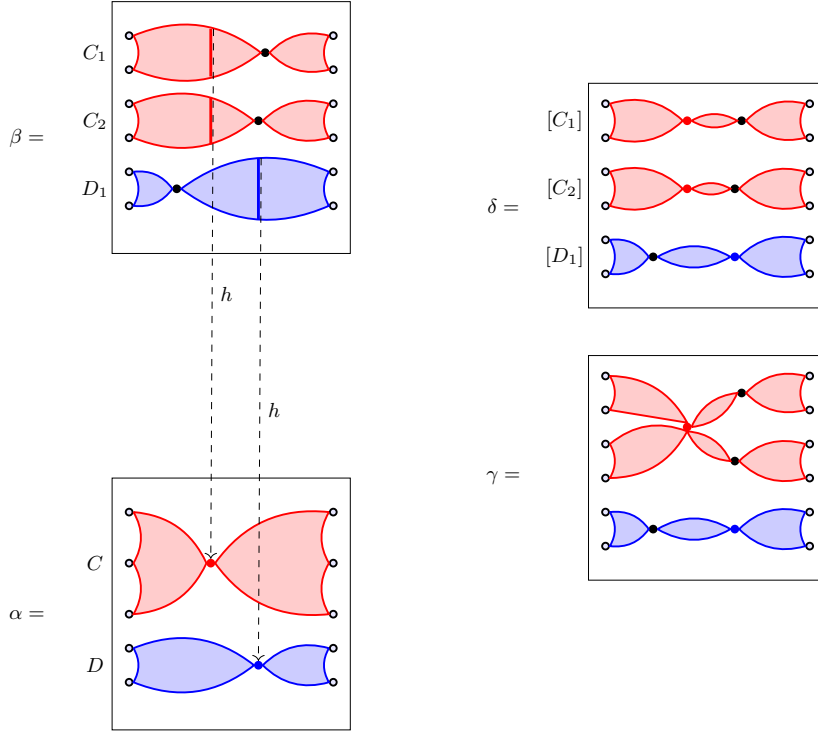 C₁
β =
C₂
D₁
h
h
C
α =
D
[C₁]
[C₂]
δ =
[D₁]
γ =